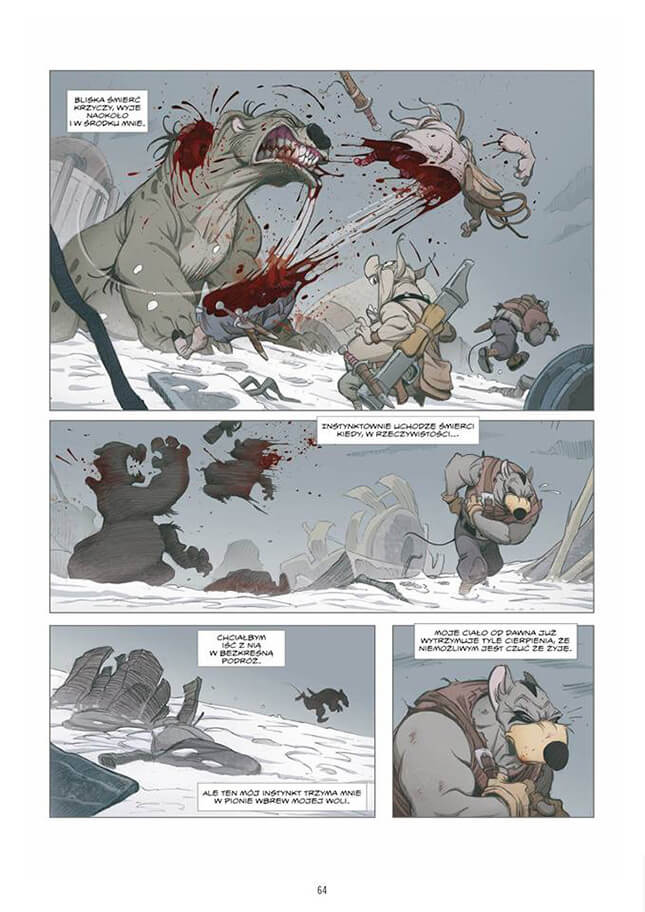 BLISKA ŚMIERĆ
KRZYCZY, WYJE
NAOKOŁO
I W ŚRODKU MNIE.
INSTYNKTOWNIE UCHODZĘ ŚMIERCI
KIEDY, W RZECZYWISTOŚCI...
CHCIAŁBYM
IŚĆ Z NIĄ
W BEZKRESNĄ
PODRÓŻ.
ALE TEN MÓJ INSTYNKT TRZYMA MNIE
W PIONIE WBREW MOJEJ WOLI.
MOJE CIAŁO OD DAWNA JUŻ
WYTRZYMUJE TYLE CIERPIENIA, ŻE
NIEMOŻLIWYM JEST CZUĆ ŻE ŻYJĘ.
64